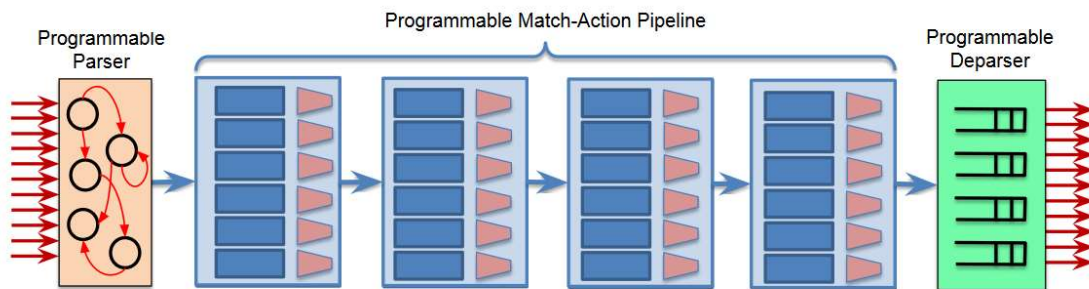 Programmable Match-Action Pipeline
Programmable
Parser
Programmable
Deparser